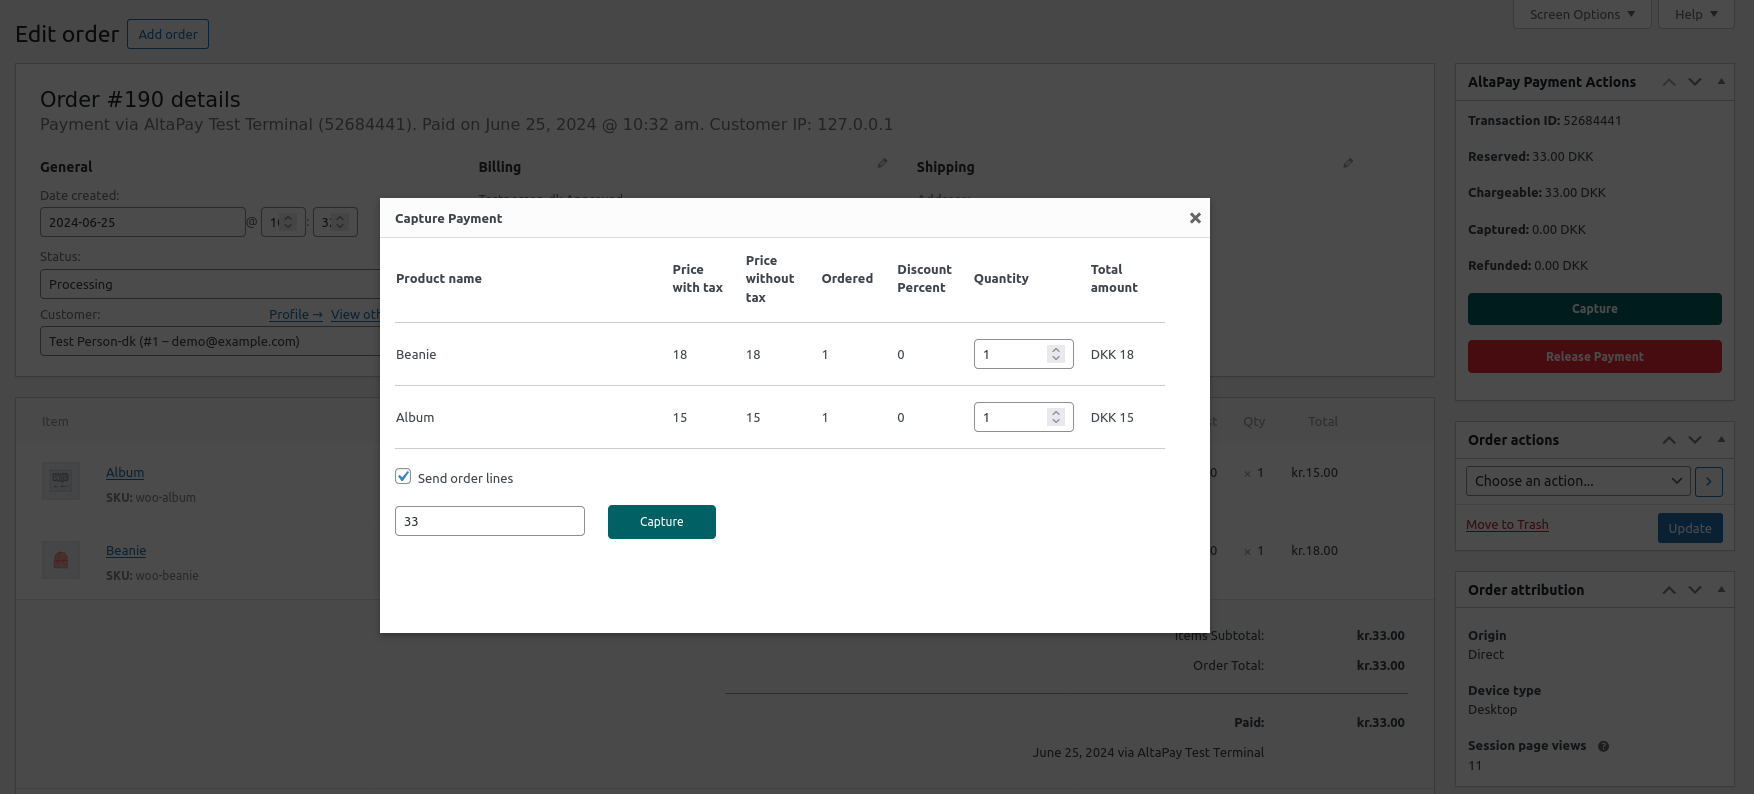 Edit order
Add order
Screen Options
Help
Order #190 details
Payment via AltaPay Test Terminal (52684441). Paid on June 25, 2024 @ 10:32 am. Customer IP: 127.0.0.1
General
Billing
Shipping
Date created:
2024-06-25 @ :
Status:
Processing
Customer:
Profile → View
Test Person-dk (#1 – demo@example.com)
Capture Payment
Product name
Price with tax
Price without tax
Ordered
Discount Percent
Quantity
Total amount
Beanie 18 18 1 0 1 DKK 18
Album 15 15 1 0 1 DKK 15
Send order lines
33
Capture
Item
Qty
Total
Album
SKU: woo-album
× 1
kr.15.00
Beanie
SKU: woo-beanie
× 1
kr.18.00
Items Subtotal: kr.33.00
Order Total: kr.33.00
Paid: kr.33.00
June 25, 2024 via AltaPay Test Terminal
AltaPay Payment Actions
Transaction ID: 52684441
Reserved: 33.00 DKK
Chargeable: 33.00 DKK
Captured: 0.00 DKK
Refunded: 0.00 DKK
Capture
Release Payment
Order actions
Choose an action...
Move to Trash
Update
Order attribution
Origin
Direct
Device type
Desktop
Session page views
11